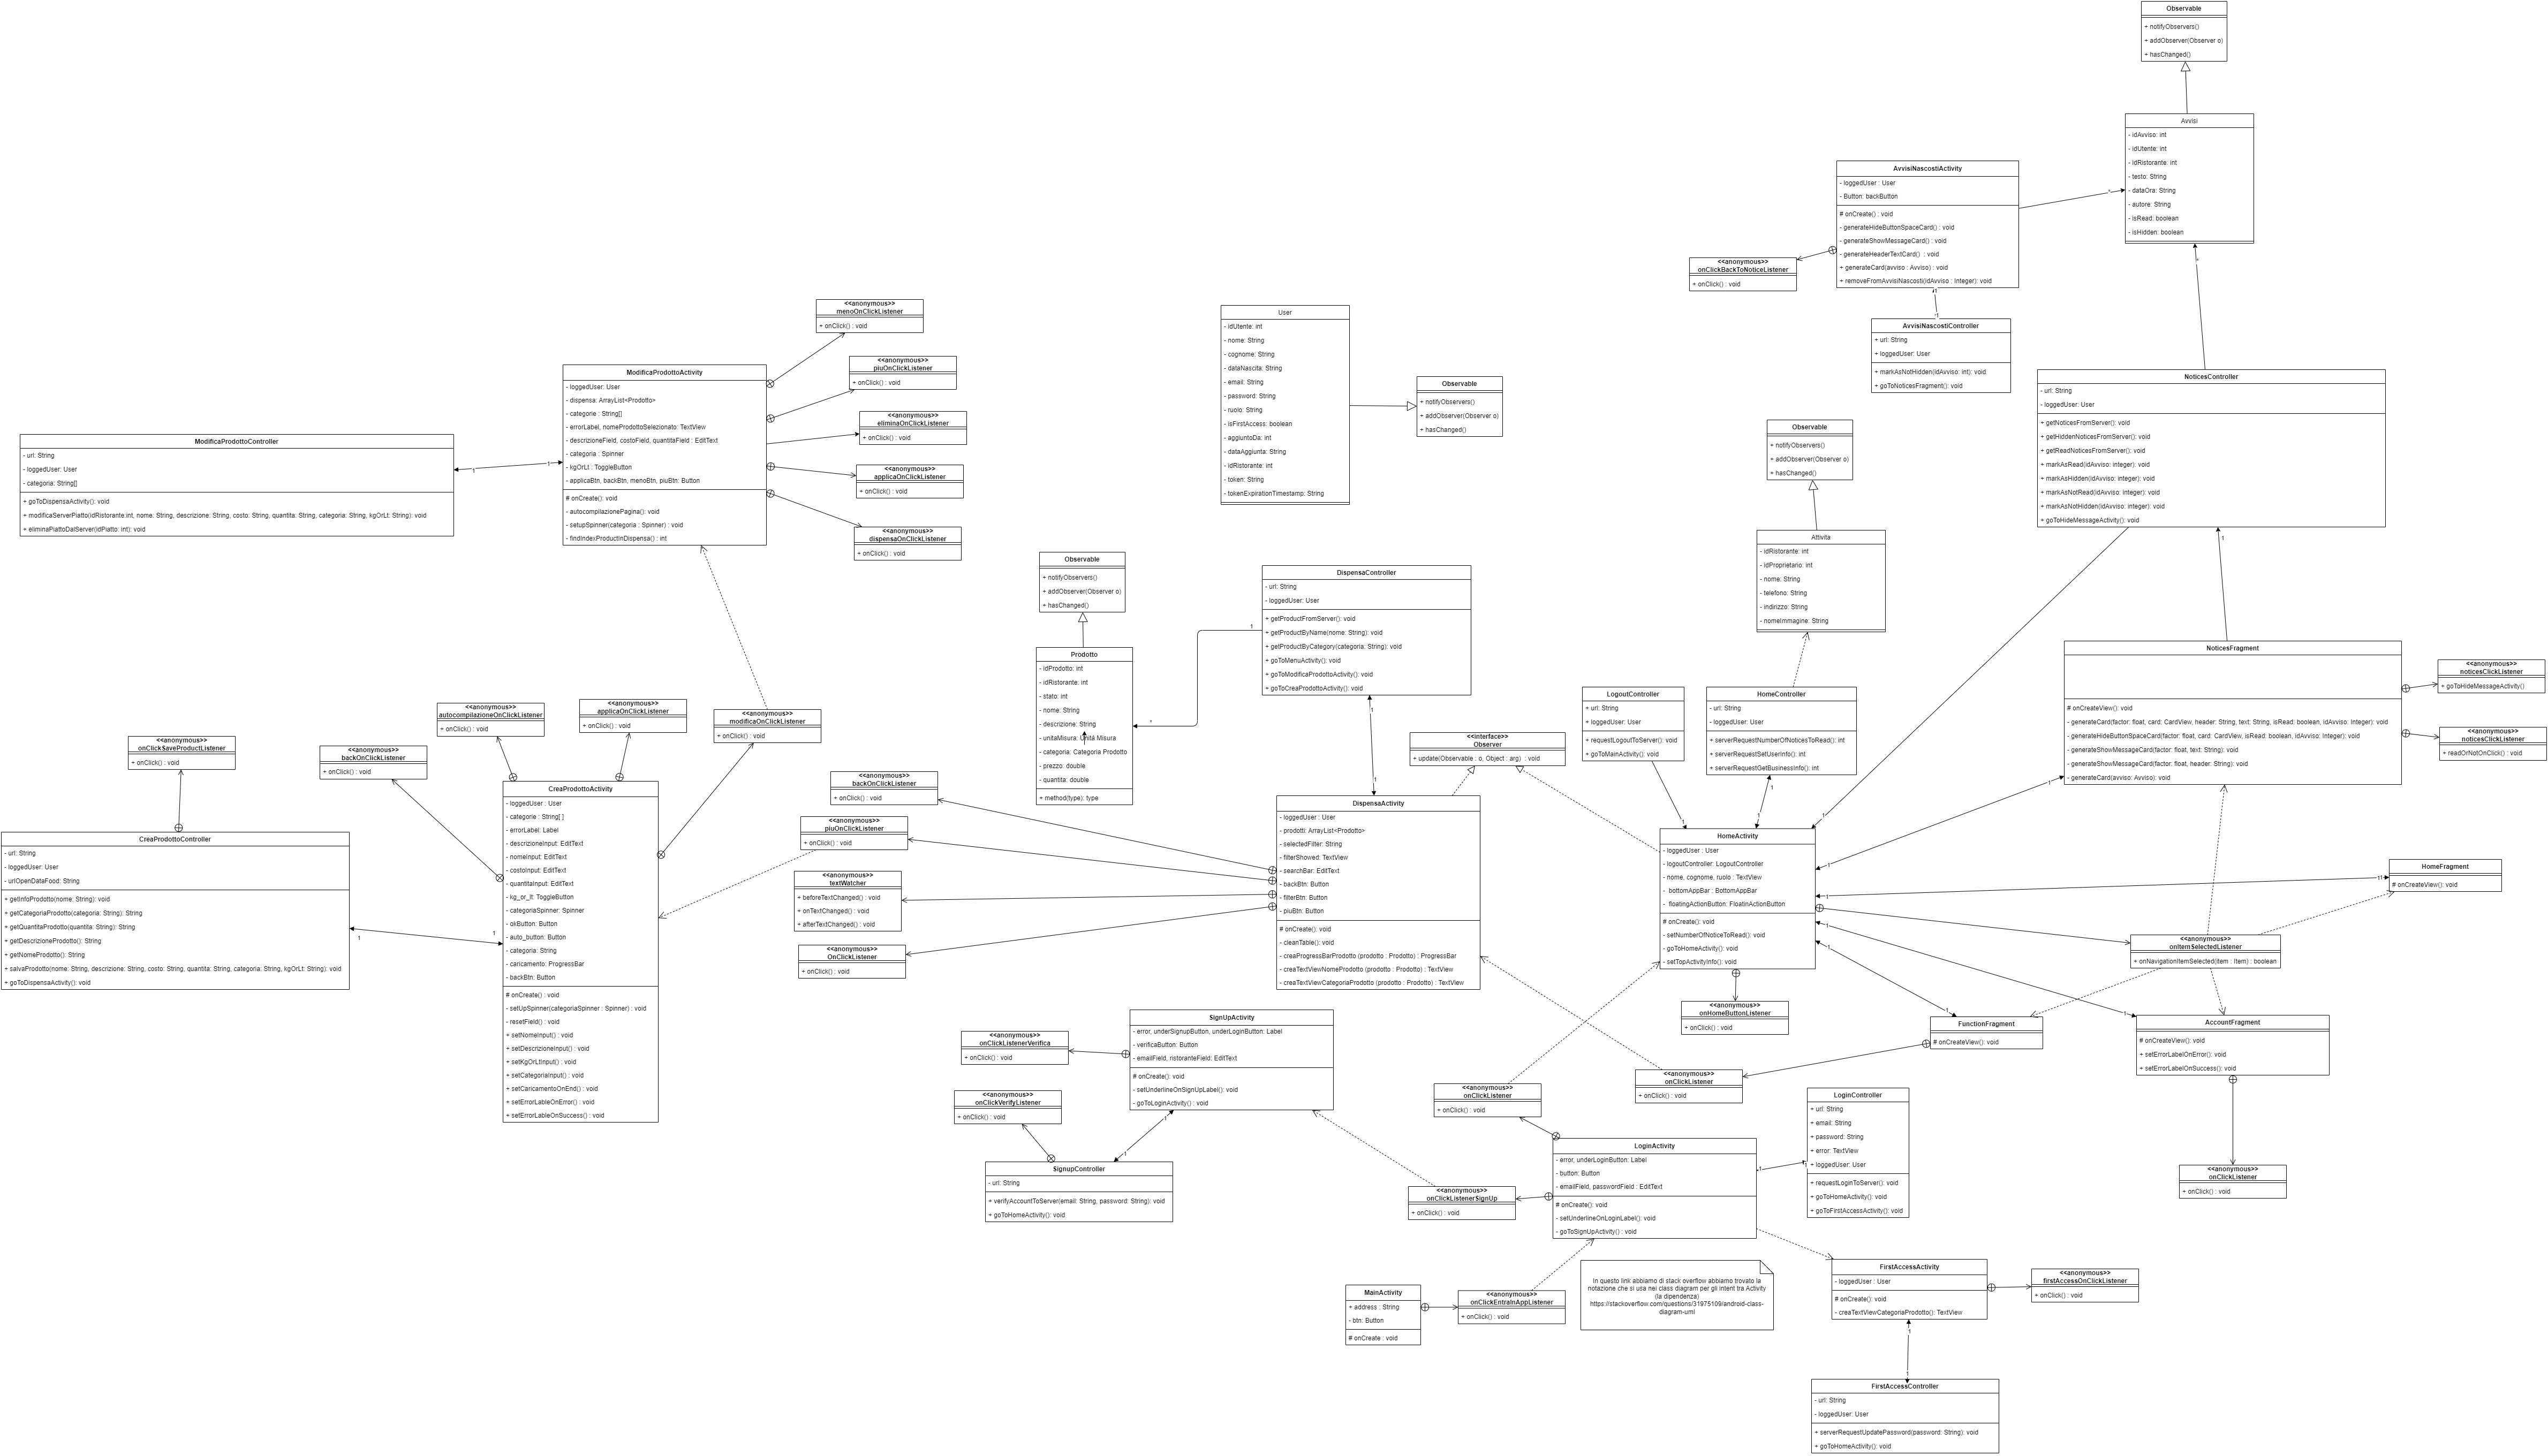 Observable
+ notifyObservers()
+ addObserver(Observer o)
+ hasChanged()
Avvisi
- idAvviso: int
- idUtente: int
- idRistorante: int
- testo: String
- dataOra: String
- autore: String
- isRead: boolean
- isHidden: boolean
AvvisiNascostiActivity
- loggedUser : User
- Button: backButton
# onCreate() : void
- generateHideButtonSpaceCard() : void
- generateShowMessageCard() : void
- generateHeaderTextCard() : void
+ generateCard(avviso : Avviso) : void
+ removeFromAvvisiNascosti(idAvviso : Integer): void
*
<<anonymous>>
onClickBackToNoticeListener
+ onClick() : void
*
1
1
AvvisiNascostiController
+ url: String
+ loggedUser: User
+ markAsNotHidden(idAvviso: int): void
+ goToNoticesFragment(): void
NoticesController
- url: String
- loggedUser: User
+ getNoticesFromServer(): void
+ getHiddenNoticesFromServer(): void
+ getReadNoticesFromServer(): void
+ markAsRead(idAvviso: integer): void
+ markAsHidden(idAvviso: integer): void
+ markAsNotRead(idAvviso: integer): void
+ markAsNotHidden(idAvviso: integer): void
+ goToHideMessageActivity(): void
1
User
- idUtente: int
- nome: String
- cognome: String
- dataNascita: String
- email: String
- password: String
- ruolo: String
- isFirstAccess: boolean
- aggiuntoDa: int
- dataAggiunta: String
- idRistorante: int
- token: String
- tokenExpirationTimestamp: String
Observable
+ notifyObservers()
+ addObserver(Observer o)
+ hasChanged()
<<anonymous>>
menoOnClickListener
+ onClick() : void
<<anonymous>>
piuOnClickListener
+ onClick() : void
<<anonymous>>
eliminaOnClickListener
+ onClick() : void
<<anonymous>>
applicaOnClickListener
+ onClick() : void
<<anonymous>>
dispensaOnClickListener
+ onClick() : void
ModificaProdottoActivity
- loggedUser: User
- dispensa: ArrayList<Prodotto>
- categorie : String[]
- errorLabel, nomeProdottoSelezionato: TextView
- descrizioneField, costoField, quantitaField : EditText
- categoria : Spinner
- kgOrLt : ToggleButton
- applicaBtn, backBtn, menoBtn, piuBtn: Button
# onCreate(): void
- autocompilazionePagina(): void
- setupSpinner(categoria : Spinner) : void
- findIndexProductInDispensa() : int
ModificaProdottoController
- url: String
- loggedUser: User
- categoria: String[]
+ goToDispensaActivity(): void
+ modificaServerPiatto(idRistorante:int, nome: String, descrizione: String, costo: String, quantita: String, categoria: String, kgOrLt: String): void
+ eliminaPiattoDalServer(idPiatto: int): void
1
1
Observable
+ notifyObservers()
+ addObserver(Observer o)
+ hasChanged()
Attivita
- idRistorante: int
- idProprietario: int
- nome: String
- telefono: String
- indirizzo: String
- nomeImmagine: String
Observable
+ notifyObservers()
+ addObserver(Observer o)
+ hasChanged()
Prodotto
- idProdotto: int
- idRistorante: int
- stato: int
- nome: String
- descrizione: String
- unitaMisura: Unità Misura
- categoria: Categoria Prodotto
- prezzo: double
- quantita: double
+ method(type): type
DispensaController
- url: String
- loggedUser: User
+ getProductFromServer(): void
+ getProductByName(nome: String): void
+ getProductByCategory(categoria: String): void
+ goToMenuActivity(): void
+ goToModificaProdottoActivity(): void
+ goToCreaProdottoActivity(): void
1
*
1
1
<<interface>>
Observer
+ update(Observable : o, Object : arg) : void
LogoutController
+ url: String
+ loggedUser: User
+ requestLogoutToServer(): void
+ goToMainActivity(): void
HomeController
- url: String
- loggedUser: User
+ serverRequestNumberOfNoticesToRead(): int
+ serverRequestSetUserInfo(): int
+ serverRequestGetBusinessInfo(): int
NoticesFragment
# onCreateView(): void
- generateCard(factor: float, card: CardView, header: String, text: String, isRead: boolean, idAvviso: Integer): void
- generateHideButtonSpaceCard(factor: float, card: CardView, isRead: boolean, idAvviso: Integer): void
- generateShowMessageCard(factor: float, text: String): void
- generateShowMessageCard(factor: float, header: String): void
- generateCard(avviso: Avviso): void
<<anonymous>>
noticesClickListener
+ goToHideMessageActivity()
<<anonymous>>
noticesClickListener
+ readOrNotOnClick() : void
<<anonymous>>
autocompilazioneOnClickListener
+ onClick() : void
<<anonymous>>
applicaOnClickListener
+ onClick() : void
<<anonymous>>
modificaOnClickListener
+ onClick() : void
<<anonymous>>
onClickSaveProductListener
+ onClick() : void
<<anonymous>>
backOnClickListener
+ onClick() : void
CreaProdottoController
- url: String
- loggedUser: User
- urlOpenDataFood: String
+ getInfoProdotto(nome: String): void
+ getCategoriaProdotto(categoria: String): String
+ getQuantitaProdotto(quantita: String): String
+ getDescrizioneProdotto(): String
+ getNomeProdotto(): String
+ salvaProdotto(nome: String, descrizione: String, costo: String, quantita: String, categoria: String, kgOrLt: String): void
+ goToDispensaActivity(): void
1
1
CreaProdottoActivity
- loggedUser : User
- categorie : String[ ]
- errorLabel: Label
- descrizioneInput: EditText
- nomeInput: EditText
- costoInput: EditText
- quantitaInput: EditText
- kg_or_lt: ToggleButton
- categoriaSpinner: Spinner
- okButton: Button
- auto_button: Button
- categoria: String
- caricamento: ProgressBar
- backBtn: Button
# onCreate() : void
- setUpSpinner(categoriaSpinner : Spinner) : void
- resetField() : void
+ setNomeInput() : void
+ setDescrizioneInput() : void
+ setKgOrLtInput() : void
+ setCategoriaInput() : void
+ setCaricamentoOnEnd() : void
+ setErrorLableOnError() : void
+ setErrorLableOnSuccess() : void
<<anonymous>>
backOnClickListener
+ onClick() : void
<<anonymous>>
piuOnClickListener
+ onClick() : void
<<anonymous>>
textWatcher
+ beforeTextChanged() : void
+ onTextChanged() : void
+ afterTextChanged() : void
<<anonymous>>
OnClickListener
+ onClick() : void
DispensaActivity
- loggedUser : User
- prodotti: ArrayList<Prodotto>
- selectedFilter: String
- filterShowed: TextView
- searchBar: EditText
- backBtn: Button
- filterBtn: Button
- piuBtn: Button
# onCreate(): void
- cleanTable(): void
- creaProgressBarProdotto (prodotto : Prodotto) : ProgressBar
- creaTextViewNomeProdotto (prodotto : Prodotto) : TextView
- creaTextViewCategoriaProdotto (prodotto : Prodotto) : TextView
1
1
1
1
HomeActivity
- loggedUser : User
- logoutController: LogoutController
- nome, cognome, ruolo : TextView
- bottomAppBar : BottomAppBar
- floatingActionButton: FloatinActionButton
# onCreate(): void
- setNumberOfNoticeToRead(): void
- goToHomeActivity(): void
- setTopActivityInfo(): void
1
1
1
1
1
1
1
1
1
HomeFragment
# onCreateView(): void
<<anonymous>>
onItemSelectedListener
+ onNavigationItemSelected(item : Item) : boolean
<<anonymous>>
onHomeButtonListener
+ onClick() : void
FunctionFragment
# onCreateView(): void
AccountFragment
# onCreateView(): void
+ setErrorLabelOnError(): void
+ setErrorLabelOnSuccess(): void
<<anonymous>>
onClickListener
+ onClick() : void
SignUpActivity
- error, underSignupButton, underLoginButton: Label
- verificaButton: Button
- emailField, ristoranteField: EditText
# onCreate(): void
- setUnderlineOnSignUpLabel(): void
- goToLoginActivity() : void
<<anonymous>>
onClickListenerVerifica
+ onClick() : void
<<anonymous>>
onClickVerifyListener
+ onClick() : void
1
1
SignupController
- url: String
+ verifyAccountToServer(email: String, password: String): void
+ goToHomeActivity(): void
<<anonymous>>
onClickListener
+ onClick() : void
<<anonymous>>
onClickListener
+ onClick() : void
LoginController
+ url: String
+ email: String
+ password: String
+ error: TextView
+ loggedUser: User
+ requestLoginToServer(): void
+ goToHomeActivity(): void
+ goToFirstAccessActivity(): void
LoginActivity
- error, underLoginButton: Label
- button: Button
- emailField, passwordField : EditText
# onCreate(): void
- setUnderlineOnLoginLabel(): void
- goToSignUpActivity() : void
1
1
<<anonymous>>
onClickListenerSignUp
+ onClick() : void
MainActivity
+ address : String
- btn: Button
# onCreate : void
<<anonymous>>
onClickEntraInAppListener
+ onClick() : void
In questo link abbiamo di stack overflow abbiamo trovato la
notazione che si usa nei class diagram per gli intent tra Activity
(la dipendenza)
https://stackoverflow.com/questions/31975109/android-class-
diagram-uml
FirstAccessActivity
- loggedUser : User
# onCreate(): void
- creaTextViewCategoriaProdotto(): TextView
<<anonymous>>
firstAccessOnClickListener
+ onClick() : void
1
1
FirstAccessController
- url: String
- loggedUser: User
+ serverRequestUpdatePassword(password: String): void
+ goToHomeActivity(): void